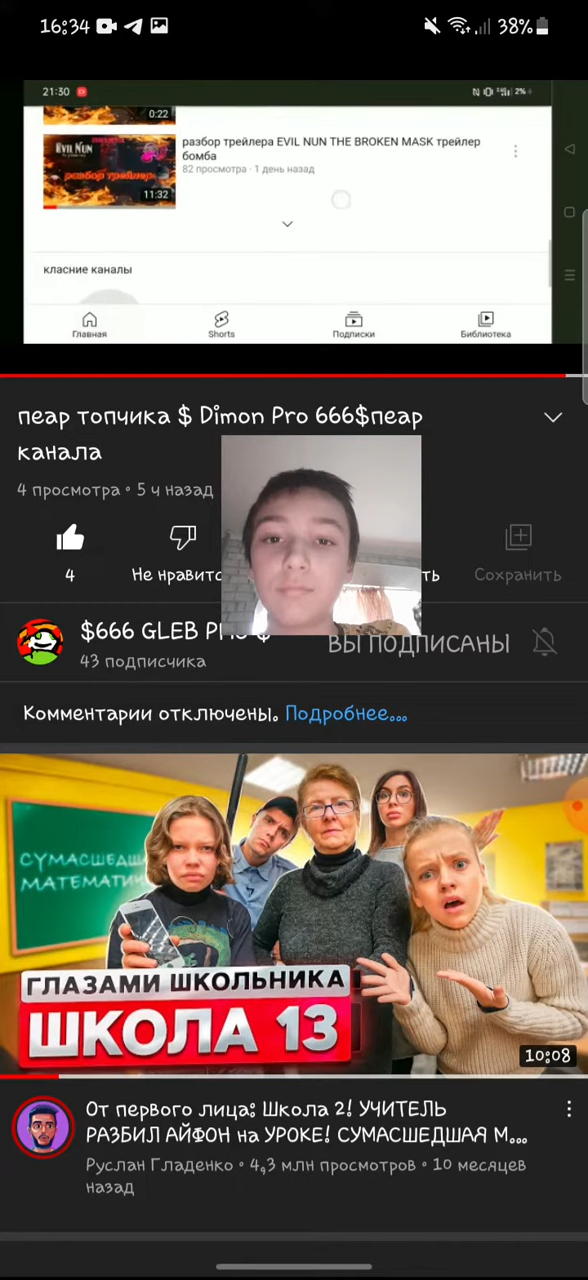 16:34
38%
21:30
2%
0:22
EVIL NUN
разбор трейлера
11:32
разбор трейлера EVIL NUN THE BROKEN MASK трейлер
бомба
82 просмотра · 1 день назад
класние каналы
Главная
Shorts
Подписки
Библиотека
пеар топчика $ Dimon Pro 666$пеар
канала
4 просмотра • 5 ч назад
4
Не нравитс
ть
Сохранить
$666 GLEB
43 подписчика
ВЫ ПОДПИСАНЫ
Комментарии отключены. Подробнее...
СУМАСШЕДШ
МАТЕМАТИ
ГЛАЗАМИ ШКОЛЬНИКА
ШКОЛА 13
10:08
От первого лица: Школа 2! УЧИТЕЛЬ
РАЗБИЛ АЙФОН на УРОКЕ! СУМАСШЕДШАЯ М...
Руслан Гладенко • 4,3 млн просмотров • 10 месяцев
назад